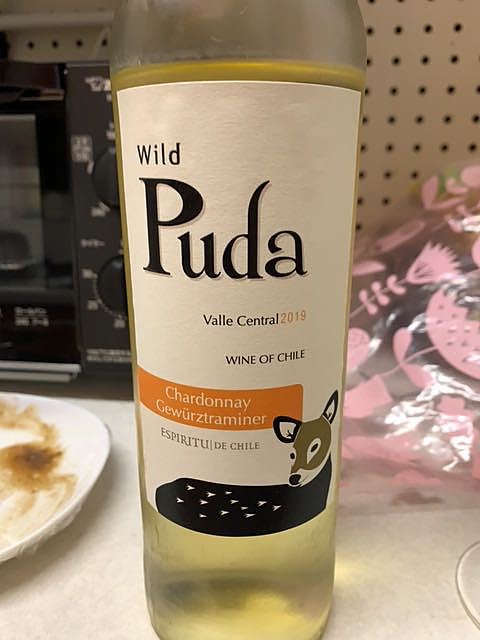 Wild
Puda
Valle Central 2019
WINE OF CHILE
Chardonnay
Gewürztraminer
ESPIRITU|DE CHILE